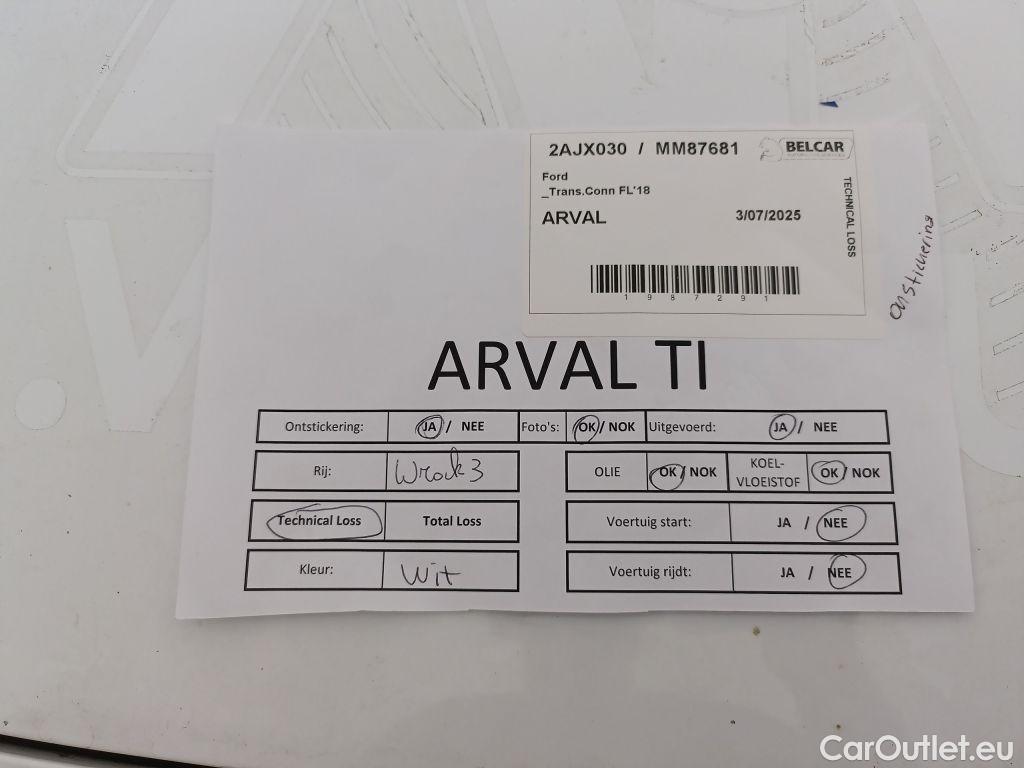 2AJX030 / MM87681 BELCAR
Ford
_Trans.Conn FL'18
ARVAL 3/07/2025
TECHNICAL LOSS
1987291
Onstickering
ARVAL TI
Ontstickering: JA / NEE Foto's: OK / NOK Uitgevoerd: JA / NEE
Rij: Wrack 3 OLIE OK / NOK KOEL-
VLOEISTOF OK / NOK
Technical Loss Total Loss Voertuig start: JA / NEE
Kleur: Wit Voertuig rijdt: JA / NEE
CarOutlet.eu